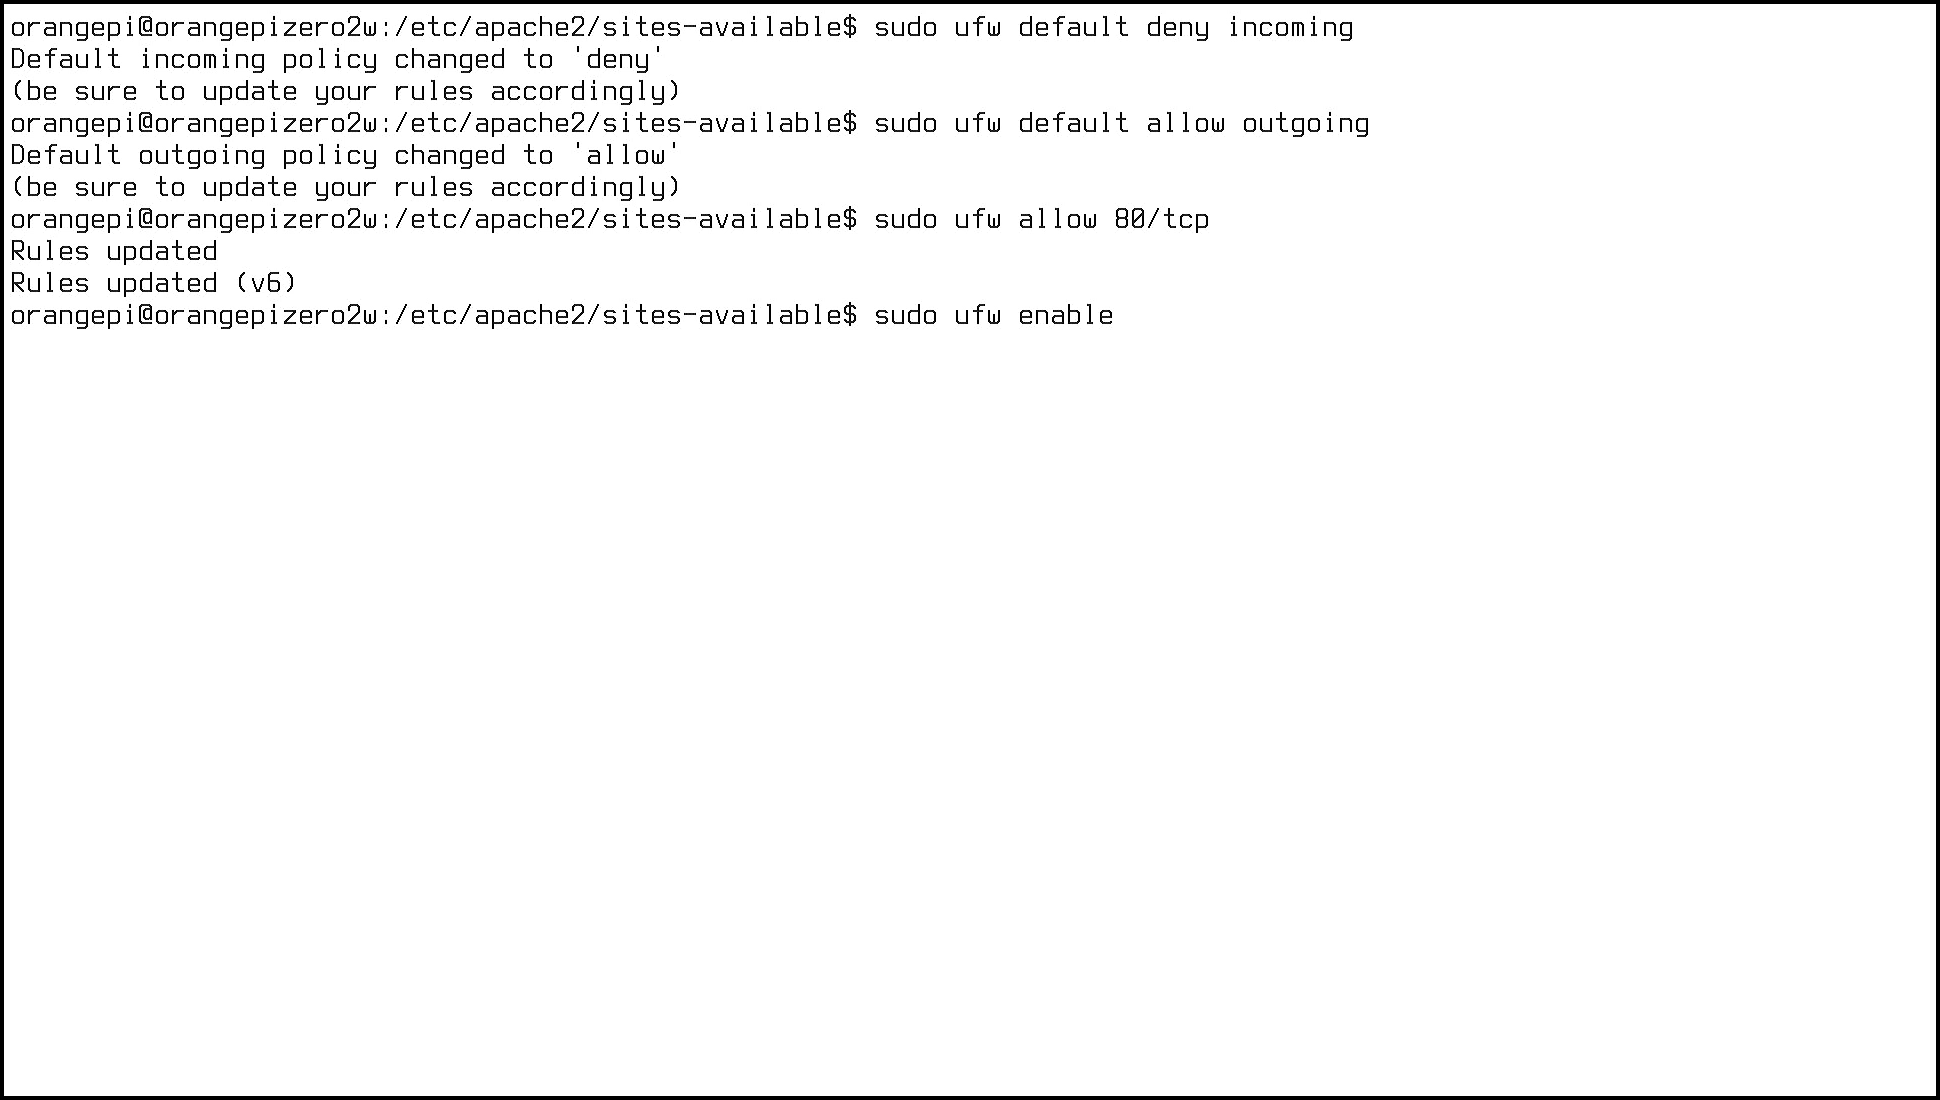 orangepi@orangepizero2w:/etc/apache2/sites-available$ sudo ufw default deny incoming
Default incoming policy changed to 'deny'
(be sure to update your rules accordingly)
orangepi@orangepizero2w:/etc/apache2/sites-available$ sudo ufw default allow outgoing
Default outgoing policy changed to 'allow'
(be sure to update your rules accordingly)
orangepi@orangepizero2w:/etc/apache2/sites-available$ sudo ufw allow 80/tcp
Rules updated
Rules updated (v6)
orangepi@orangepizero2w:/etc/apache2/sites-available$ sudo ufw enable